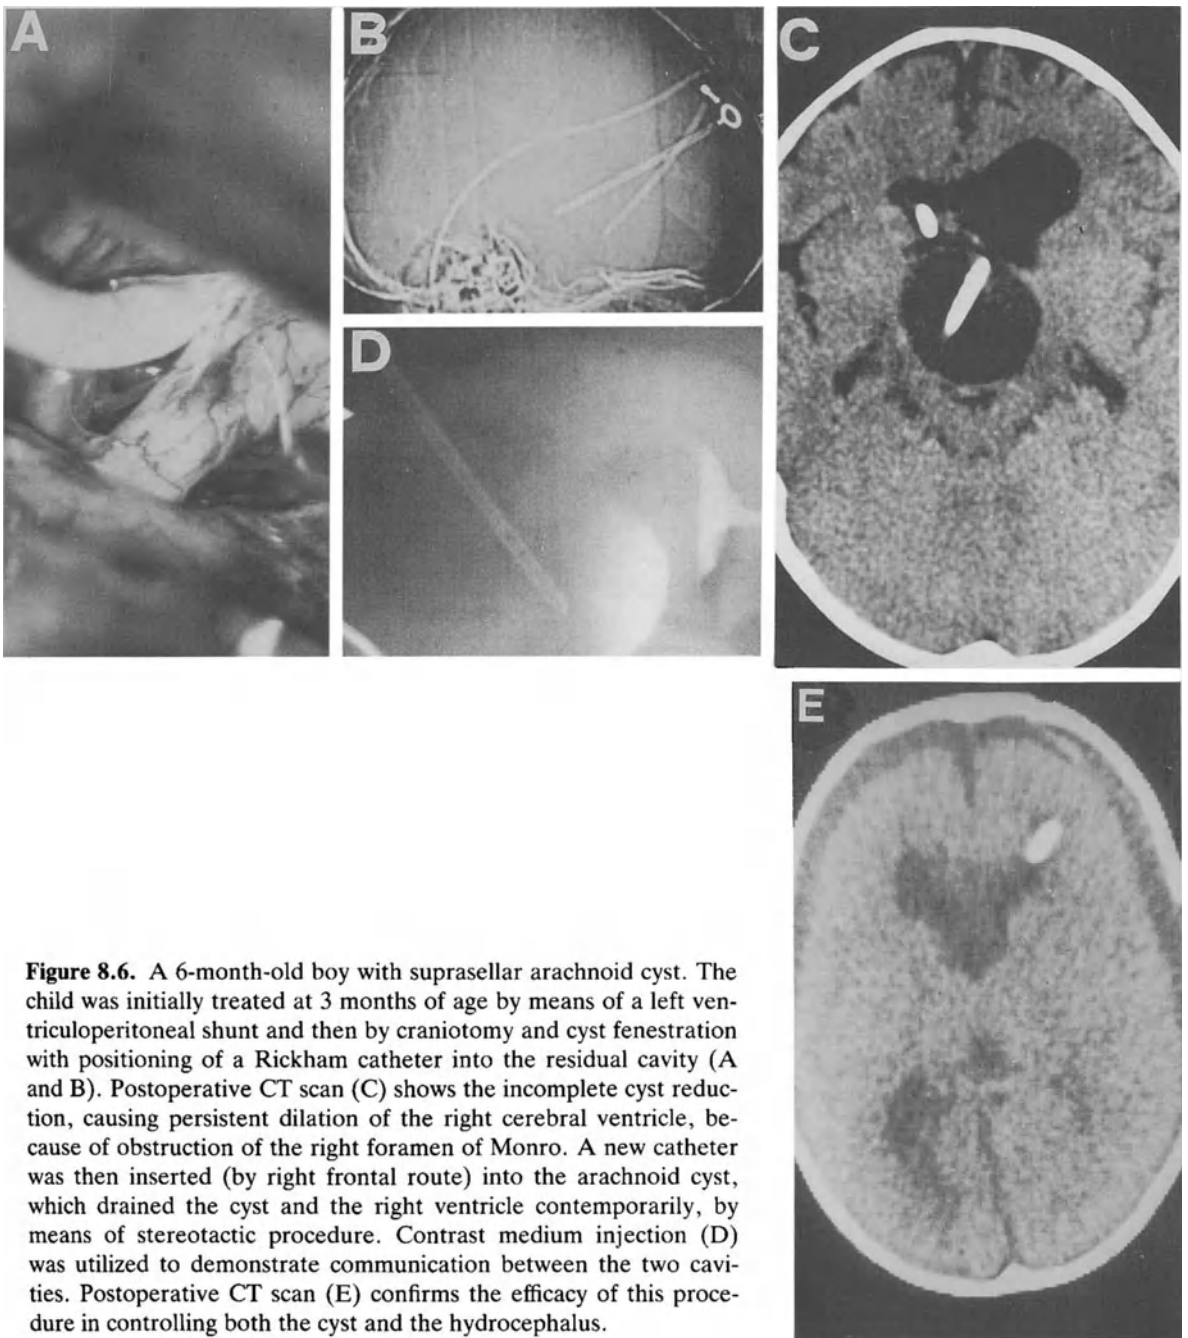 A
B
C
D
E
Figure 8.6. A 6-month-old boy with suprasellar arachnoid cyst. The
child was initially treated at 3 months of age by means of a left ven-
triculoperitoneal shunt and then by craniotomy and cyst fenestration
with positioning of a Rickham catheter into the residual cavity (A
and B). Postoperative CT scan (C) shows the incomplete cyst reduc-
tion, causing persistent dilation of the right cerebral ventricle, be-
cause of obstruction of the right foramen of Monro. A new catheter
was then inserted (by right frontal route) into the arachnoid cyst,
which drained the cyst and the right ventricle contemporarily, by
means of stereotactic procedure. Contrast medium injection (D)
was utilized to demonstrate communication between the two cavi-
ties. Postoperative CT scan (E) confirms the efficacy of this proce-
dure in controlling both the cyst and the hydrocephalus.